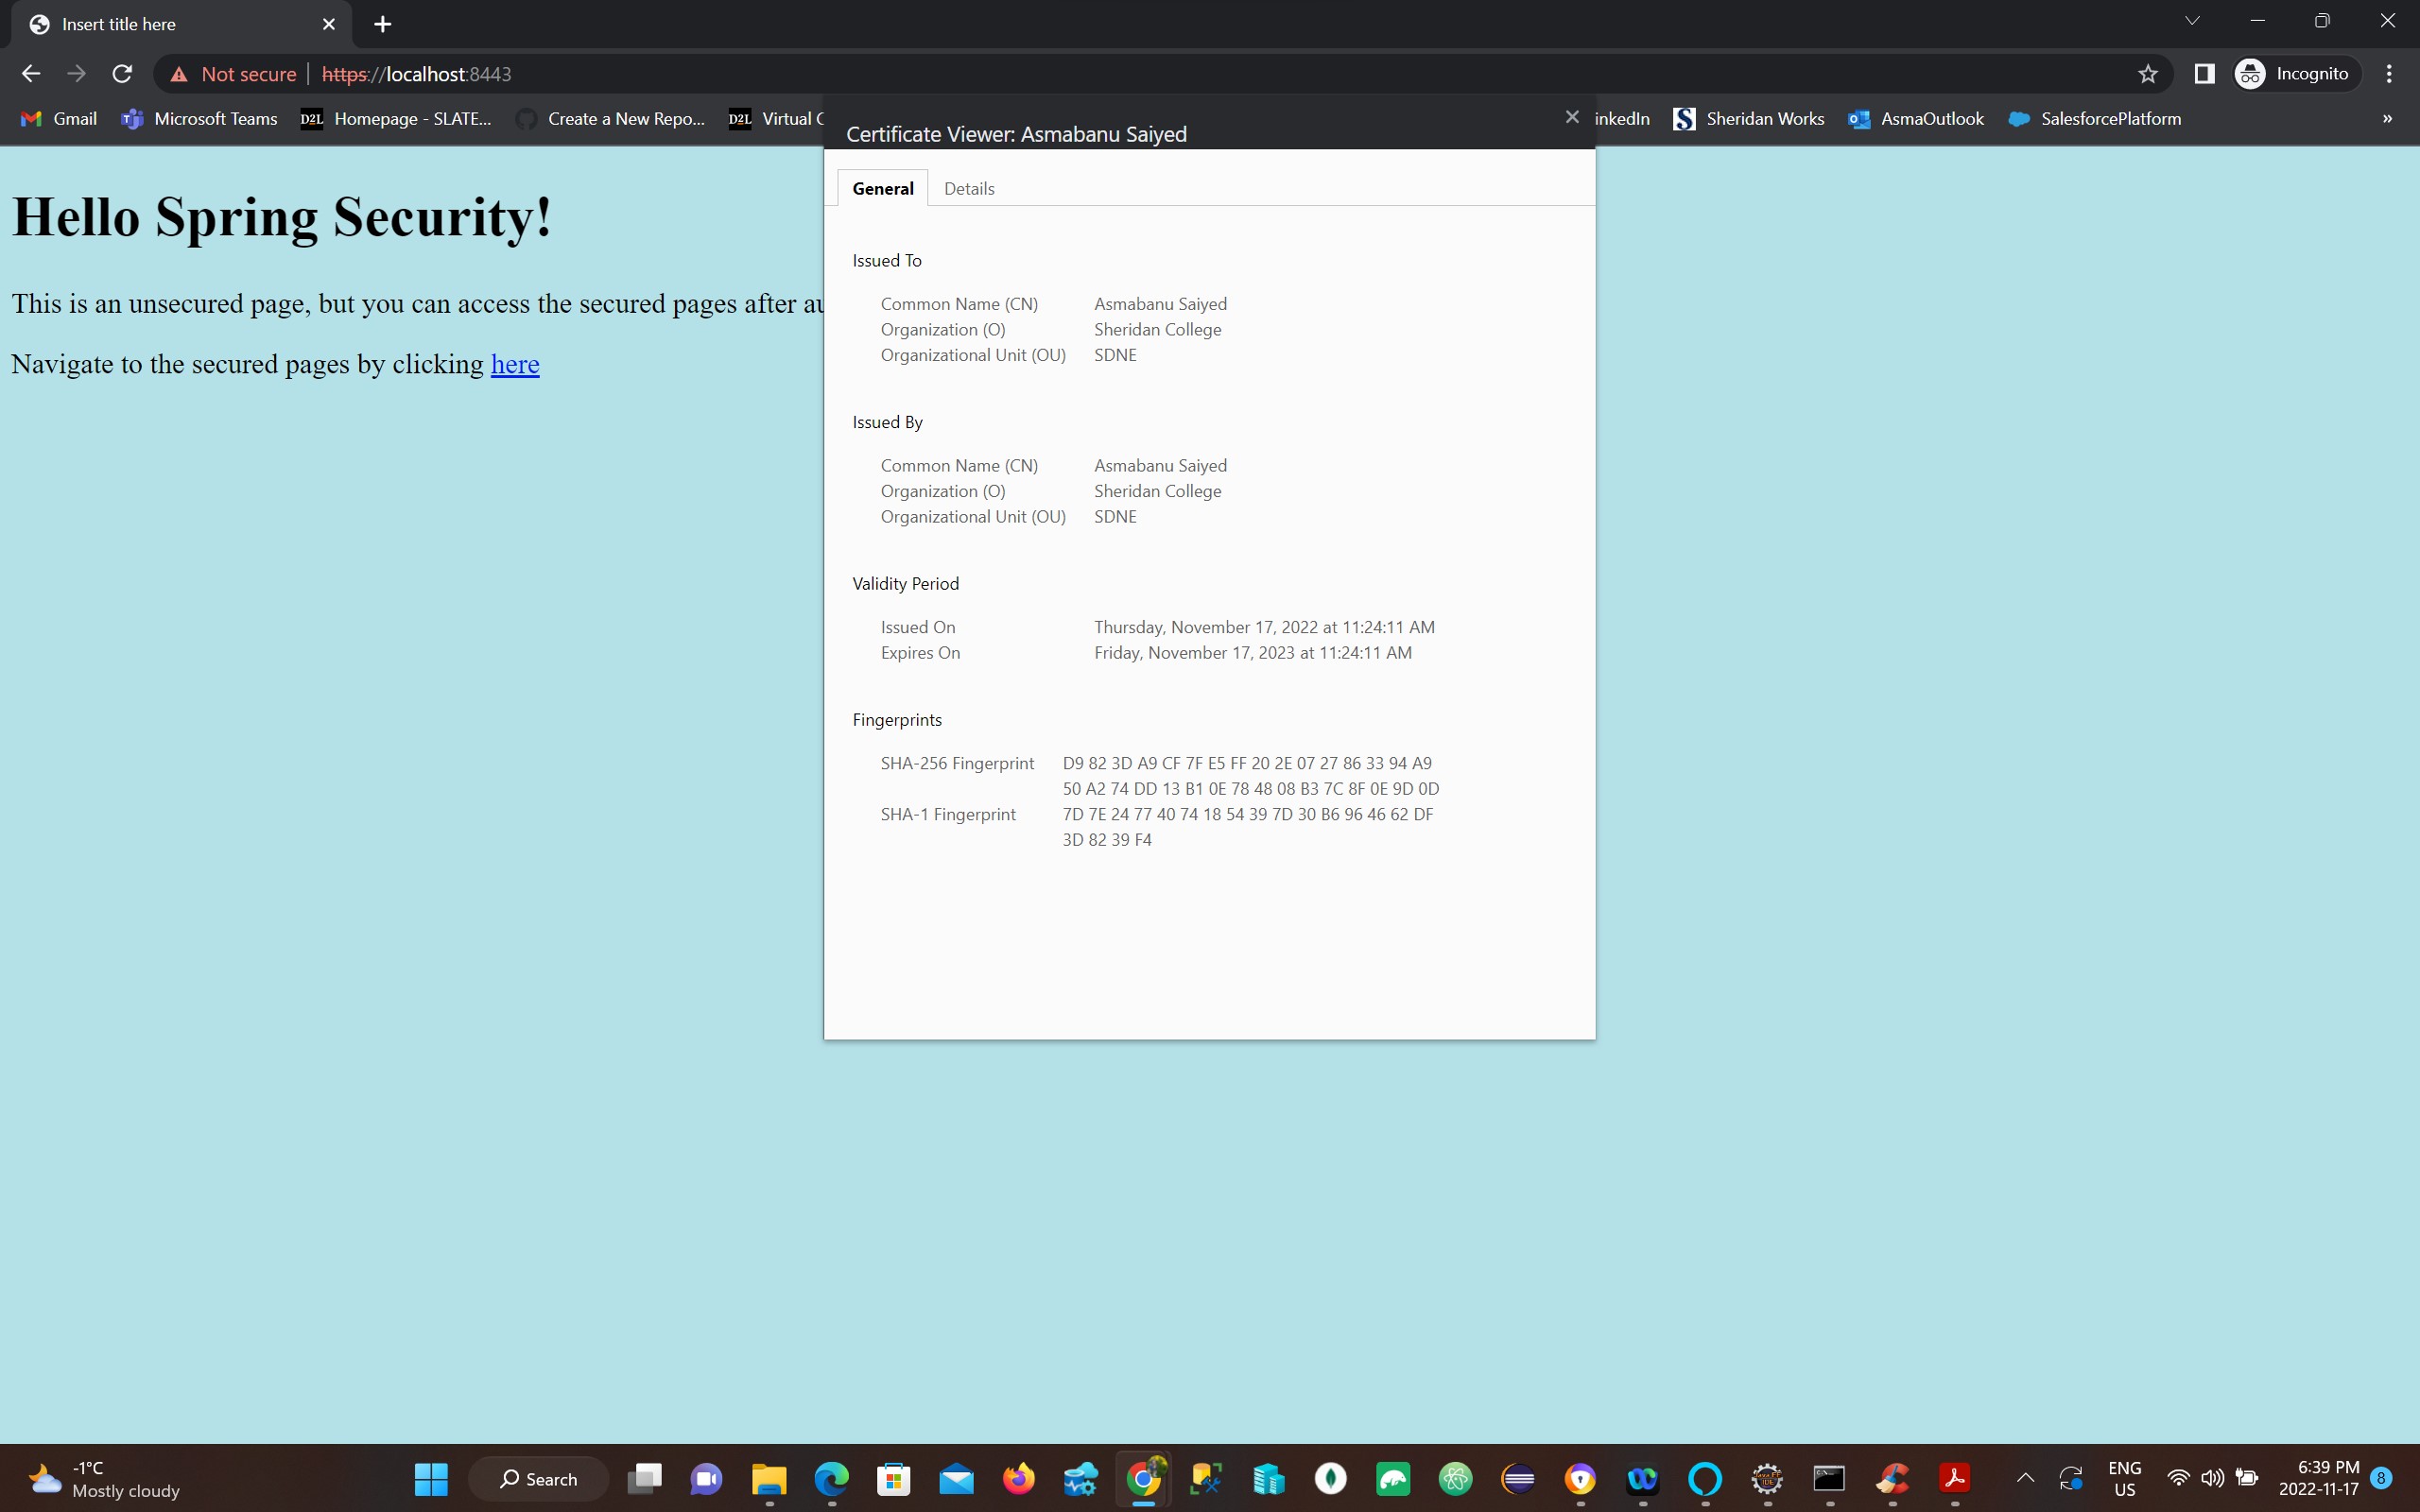 Insert title here
Not secure https://localhost:8443
Incognito
Gmail Microsoft Teams D2L Homepage - SLATE... Create a New Repo... D2L Virtual inkedIn S Sheridan Works AsmaOutlook SalesforcePlatform »
Certificate Viewer: Asmabanu Saiyed
General Details
Hello Spring Security!
This is an unsecured page, but you can access the secured pages after au
Navigate to the secured pages by clicking here
Issued To
Common Name (CN) Asmabanu Saiyed
Organization (O) Sheridan College
Organizational Unit (OU) SDNE
Issued By
Common Name (CN) Asmabanu Saiyed
Organization (O) Sheridan College
Organizational Unit (OU) SDNE
Validity Period
Issued On Thursday, November 17, 2022 at 11:24:11 AM
Expires On Friday, November 17, 2023 at 11:24:11 AM
Fingerprints
SHA-256 Fingerprint D9 82 3D A9 CF 7F E5 FF 20 2E 07 27 86 33 94 A9
50 A2 74 DD 13 B1 0E 78 48 08 B3 7C 8F 0E 9D 0D
SHA-1 Fingerprint 7D 7E 24 77 40 74 18 54 39 7D 30 B6 96 46 62 DF
3D 82 39 F4
-1°C
Mostly cloudy
Search
ENG
US
6:39 PM
2022-11-17
8